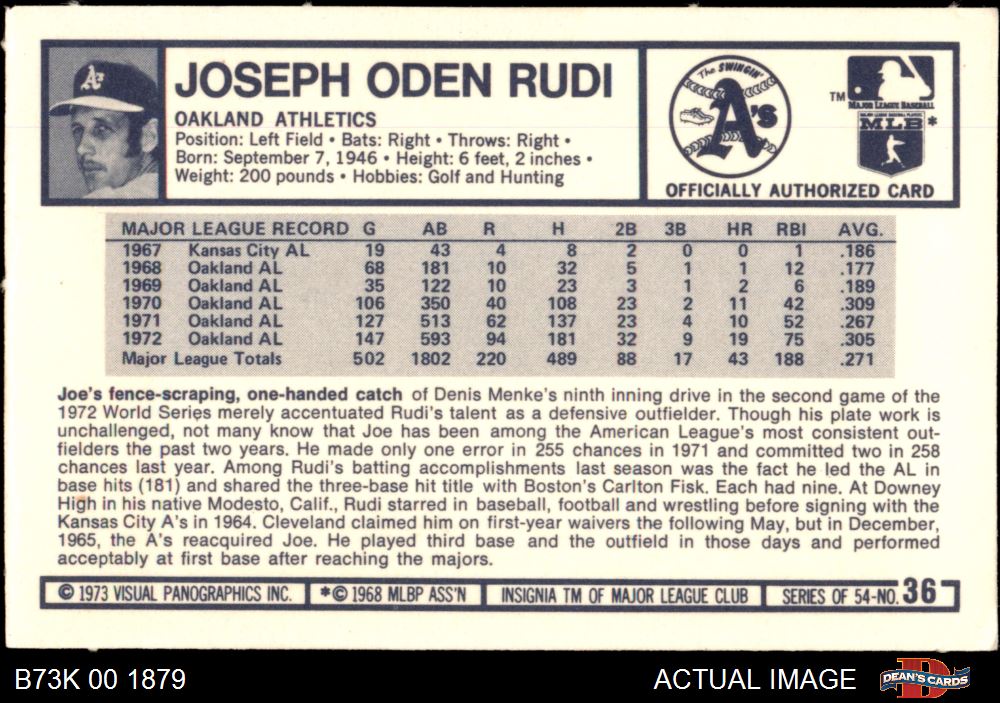 JOSEPH ODEN RUDI
OAKLAND ATHLETICS
Position: Left Field • Bats: Right • Throws: Right •
Born: September 7, 1946 • Height: 6 feet, 2 inches •
Weight: 200 pounds • Hobbies: Golf and Hunting
The SWINGIN'
A's
TM
MAJOR LEAGUE BASEBALL
MAJOR LEAGUE BASEBALL PLAYERS
MLB*
OFFICIALLY AUTHORIZED CARD
MAJOR LEAGUE RECORD G AB R H 2B 3B HR RBI AVG.
1967 Kansas City AL 19 43 4 8 2 0 0 1 .186
1968 Oakland AL 68 181 10 32 5 1 1 12 .177
1969 Oakland AL 35 122 10 23 3 1 2 6 .189
1970 Oakland AL 106 350 40 108 23 2 11 42 .309
1971 Oakland AL 127 513 62 137 23 4 10 52 .267
1972 Oakland AL 147 593 94 181 32 9 19 75 .305
Major League Totals 502 1802 220 489 88 17 43 188 .271
Joe's fence-scraping, one-handed catch of Denis Menke's ninth inning drive in the second game of the
1972 World Series merely accentuated Rudi's talent as a defensive outfielder. Though his plate work is
unchallenged, not many know that Joe has been among the American League's most consistent out-
fielders the past two years. He made only one error in 255 chances in 1971 and committed two in 258
chances last year. Among Rudi's batting accomplishments last season was the fact he led the AL in
base hits (181) and shared the three-base hit title with Boston's Carlton Fisk. Each had nine. At Downey
High in his native Modesto, Calif., Rudi starred in baseball, football and wrestling before signing with the
Kansas City A's in 1964. Cleveland claimed him on first-year waivers the following May, but in December,
1965, the A's reacquired Joe. He played third base and the outfield in those days and performed
acceptably at first base after reaching the majors.
© 1973 VISUAL PANOGRAPHICS INC. *© 1968 MLBP ASS'N INSIGNIA TM OF MAJOR LEAGUE CLUB SERIES OF 54-NO. 36
B73K 00 1879 ACTUAL IMAGE D DEAN'S CARDS